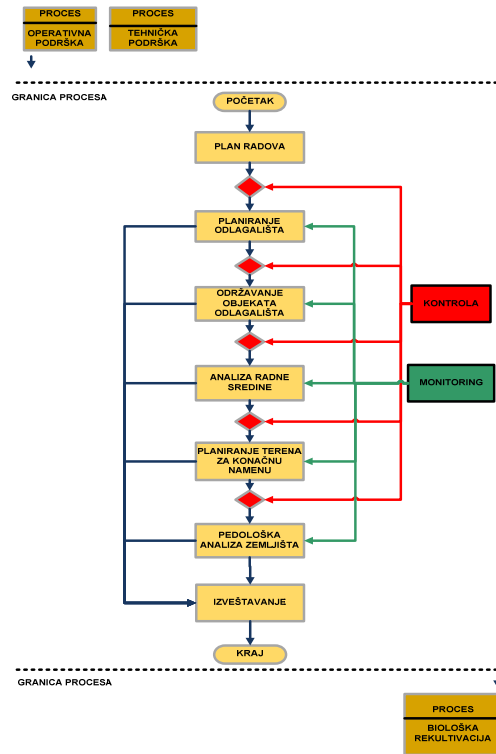 PROCES
OPERATIVNA
PODRŠKA
PROCES
TEHNIČKA
PODRŠKA
GRANICA PROCESA
POČETAK
PLAN RADOVA
PLANIRANJE
ODLAGALIŠTA
ODRŽAVANJE
OBJEKATA
ODLAGALIŠTA
KONTROLA
ANALIZA RADNE
SREDINE
MONITORING
PLANIRANJE TERENA
ZA KONAČNU
NAMENU
PEDOLOŠKA
ANALIZA ZEMLJIŠTA
IZVEŠTAVANJE
KRAJ
GRANICA PROCESA
PROCES
BIOLOŠKA
REKULTIVACIJA